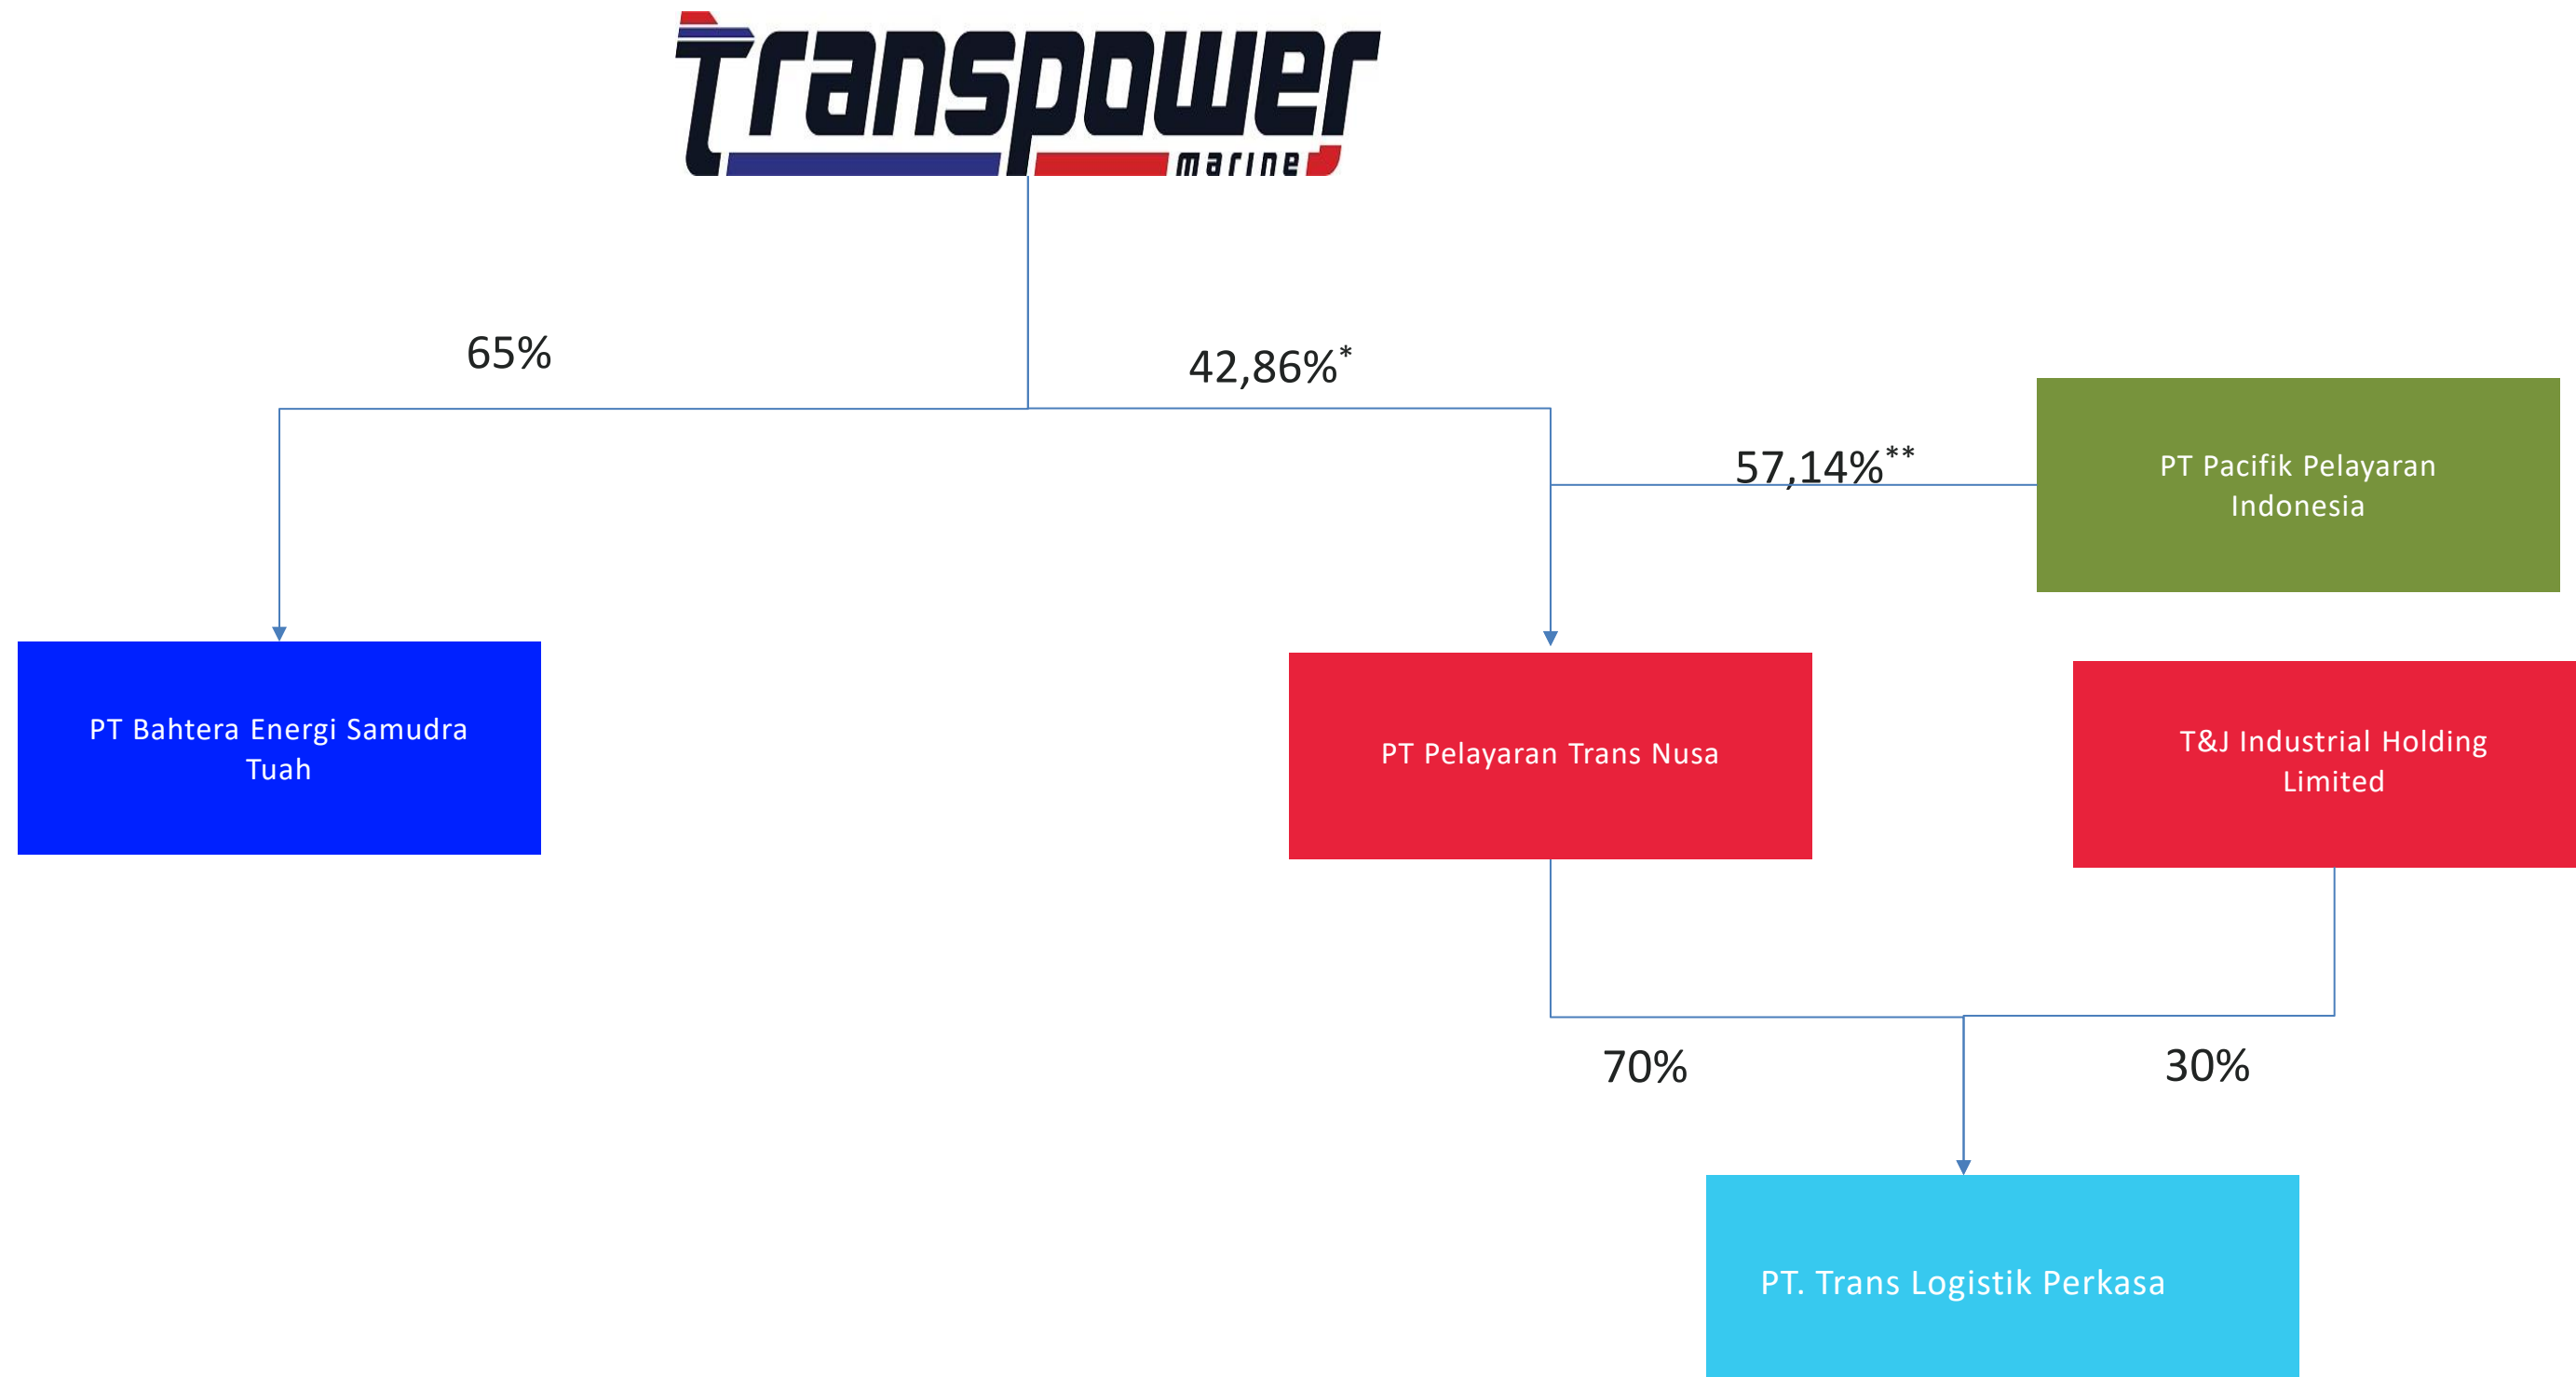 Transpower
marine
65%
42,86%*
57,14%**
PT Pacifik Pelayaran
Indonesia
PT Bahtera Energi Samudra
Tuah
PT Pelayaran Trans Nusa
T&J Industrial Holding
Limited
70%
30%
PT. Trans Logistik Perkasa